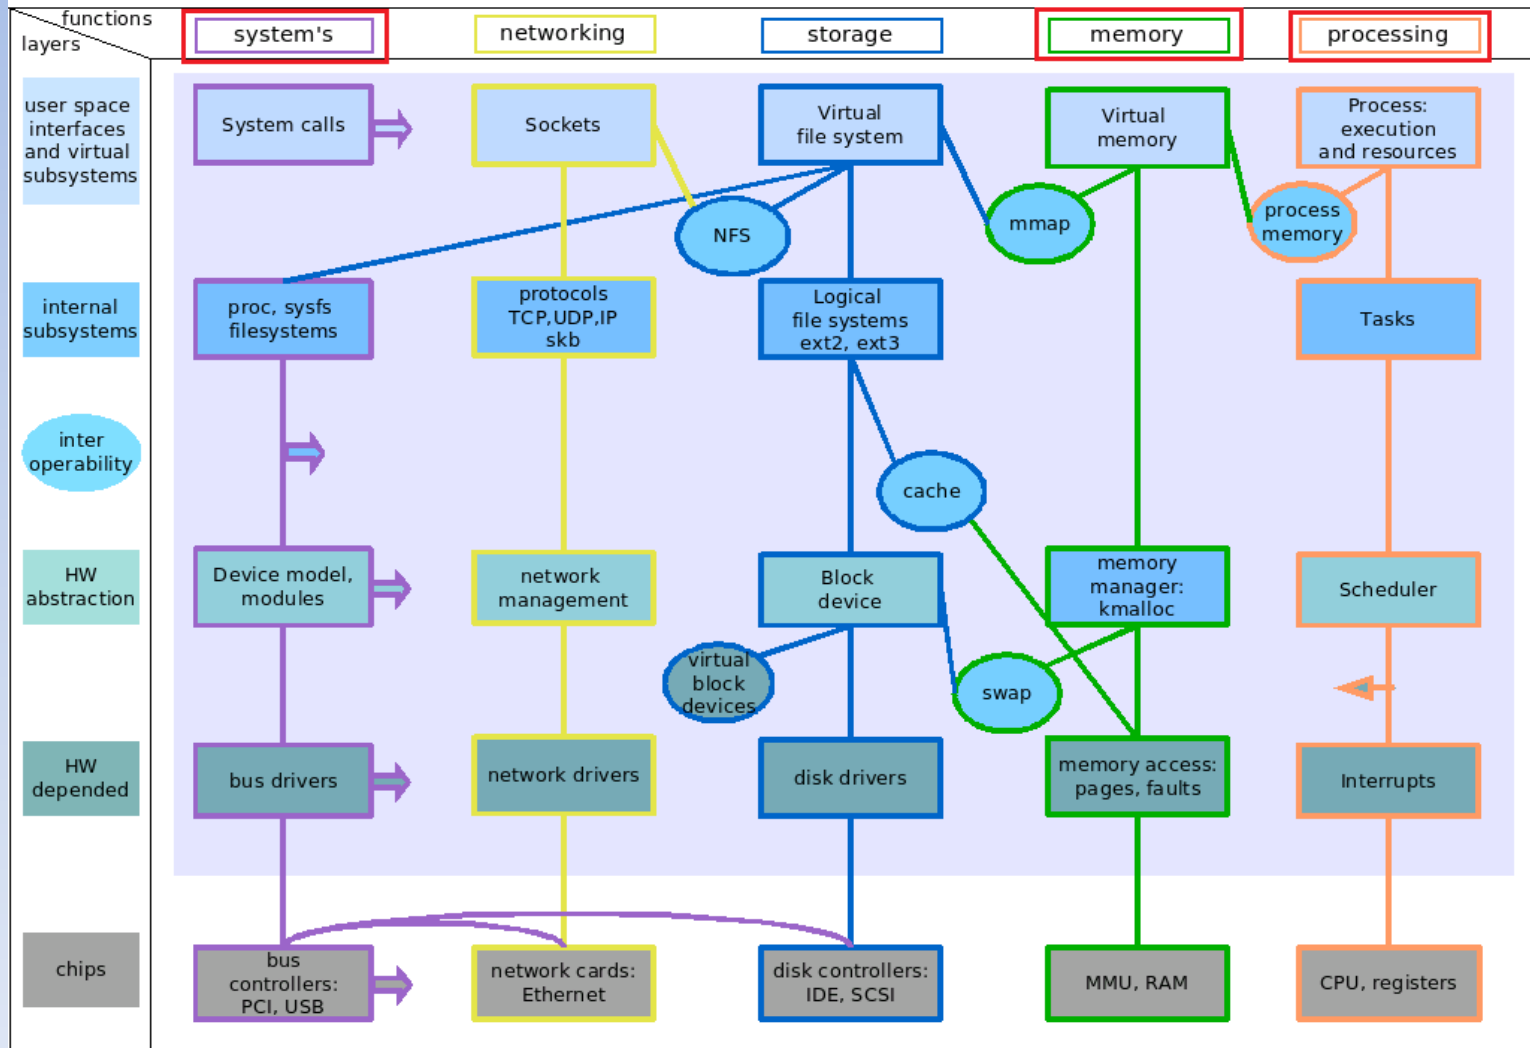 functions
layers
system's
networking
storage
memory
processing
user space
interfaces
and virtual
subsystems
System calls
Sockets
Virtual
file system
Virtual
memory
Process:
execution
and resources
NFS
mmap
process
memory
internal
subsystems
proc, sysfs
filesystems
protocols
TCP,UDP,IP
skb
Logical
file systems
ext2, ext3
Tasks
inter
operability
cache
HW
abstraction
Device model,
modules
network
management
Block
device
memory
manager:
kmalloc
Scheduler
virtual
block
devices
swap
HW
depended
bus drivers
network drivers
disk drivers
memory access:
pages, faults
Interrupts
chips
bus
controllers:
PCI, USB
network cards:
Ethernet
disk controllers:
IDE, SCSI
MMU, RAM
CPU, registers